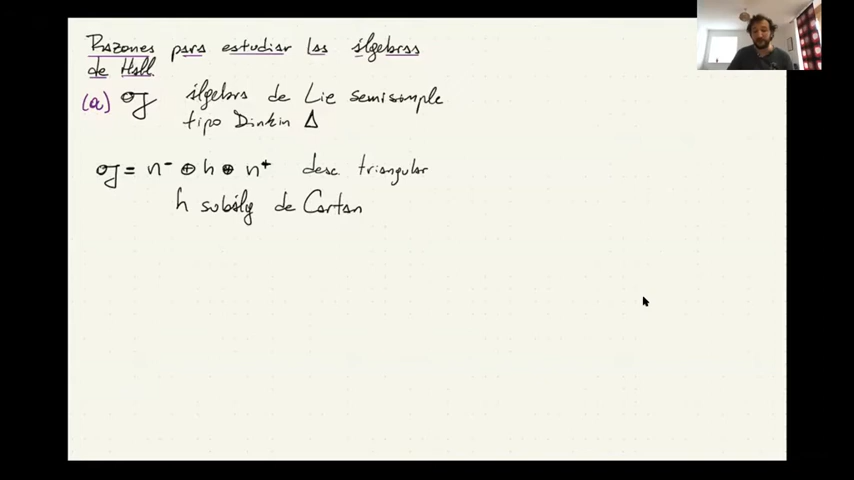 Razones para estudiar las álgebras
de Hall
(a) 𝔤 álgebra de Lie semisimple
tipo Dinkin Δ
𝔤 = n⁻ ⊕ h ⊕ n⁺ desc. triangular
h subálg de Cartan